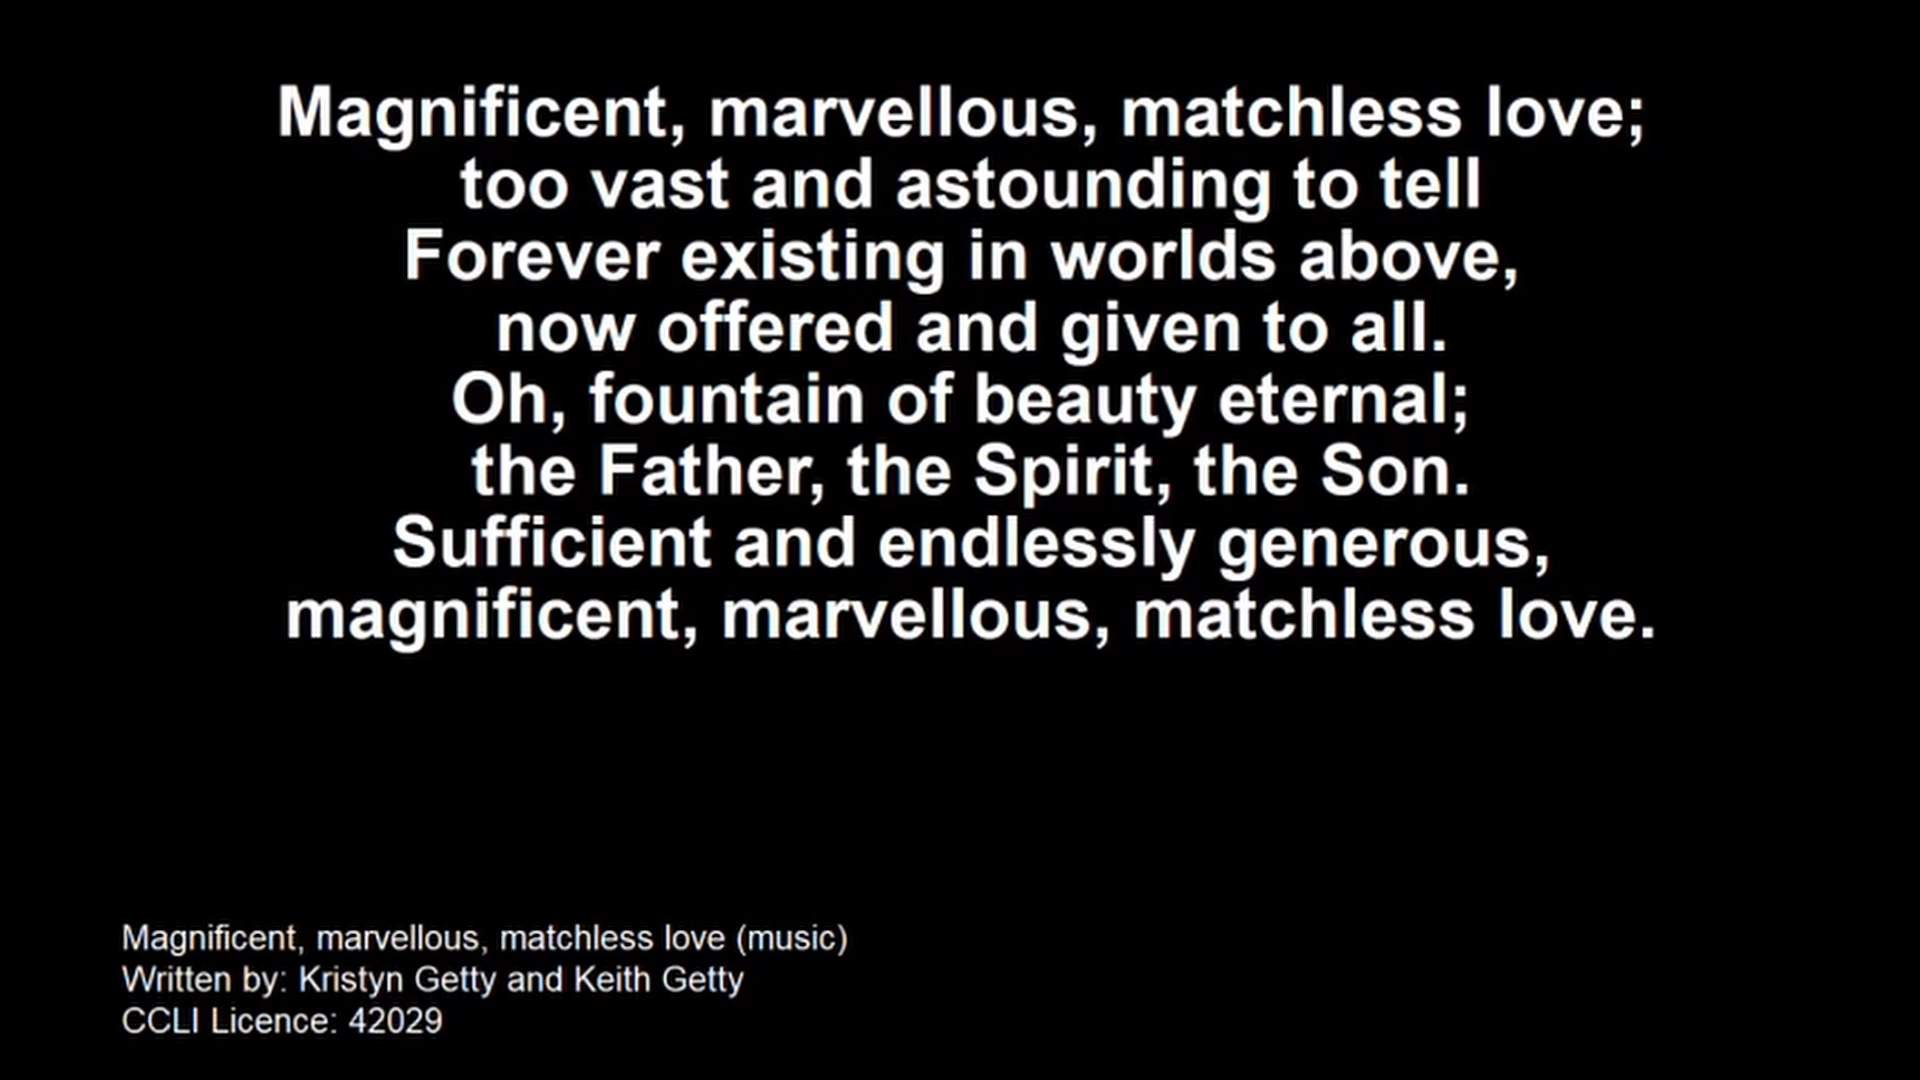 Magnificent, marvellous, matchless love;
too vast and astounding to tell
Forever existing in worlds above,
now offered and given to all.
Oh, fountain of beauty eternal;
the Father, the Spirit, the Son.
Sufficient and endlessly generous,
magnificent, marvellous, matchless love.
Magnificent, marvellous, matchless love (music)
Written by: Kristyn Getty and Keith Getty
CCLI Licence: 42029